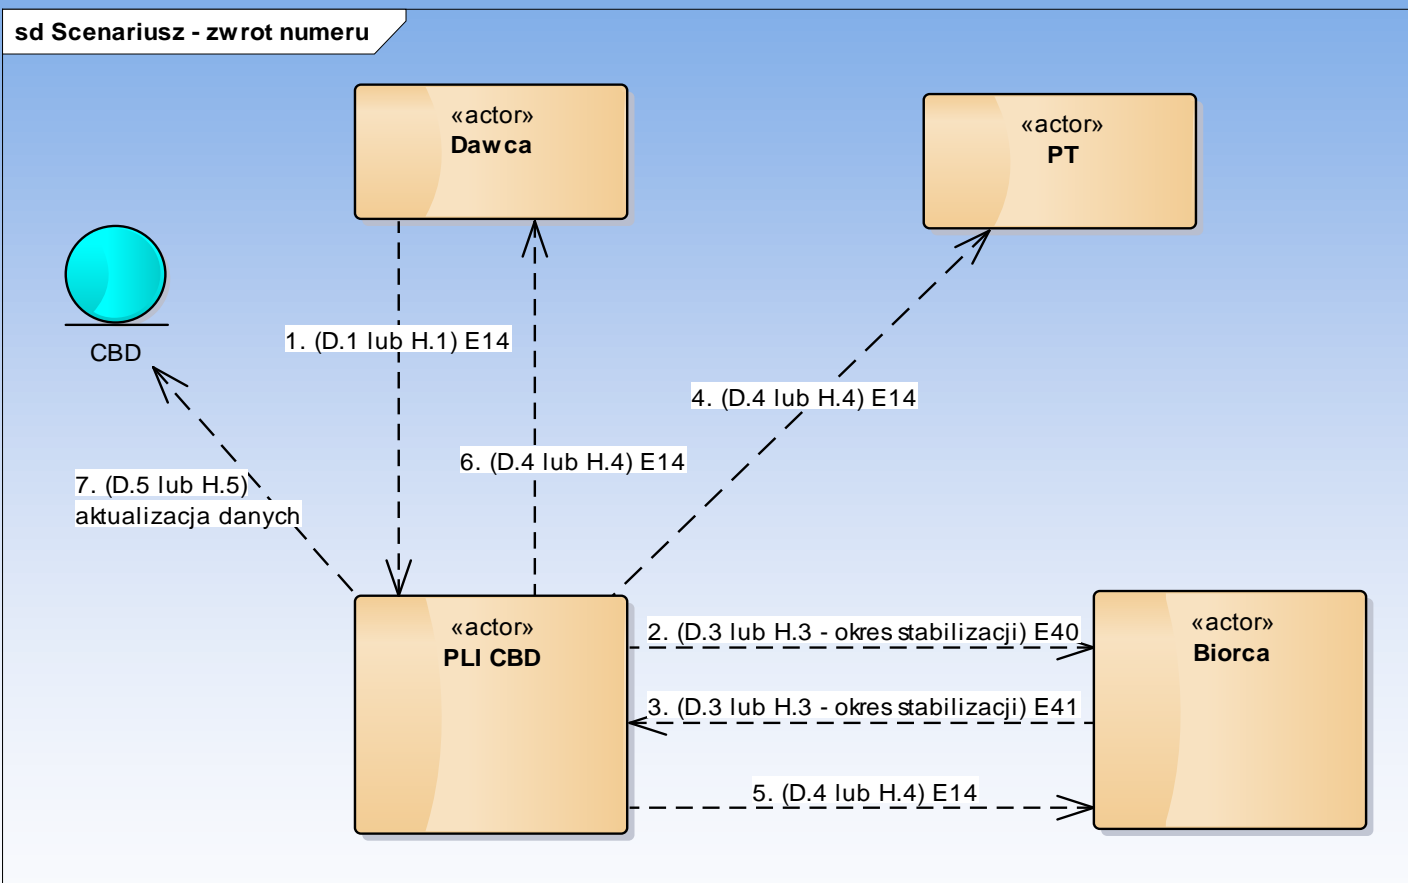 sd Scenariusz - zwrot numeru
«actor»
Dawca
«actor»
PT
CBD
1. (D.1 lub H.1) E14
4. (D.4 lub H.4) E14
6. (D.4 lub H.4) E14
7. (D.5 lub H.5)
aktualizacja danych
«actor»
PLI CBD
2. (D.3 lub H.3 - okres stabilizacji) E40
3. (D.3 lub H.3 - okres stabilizacji) E41
5. (D.4 lub H.4) E14
«actor»
Biorca